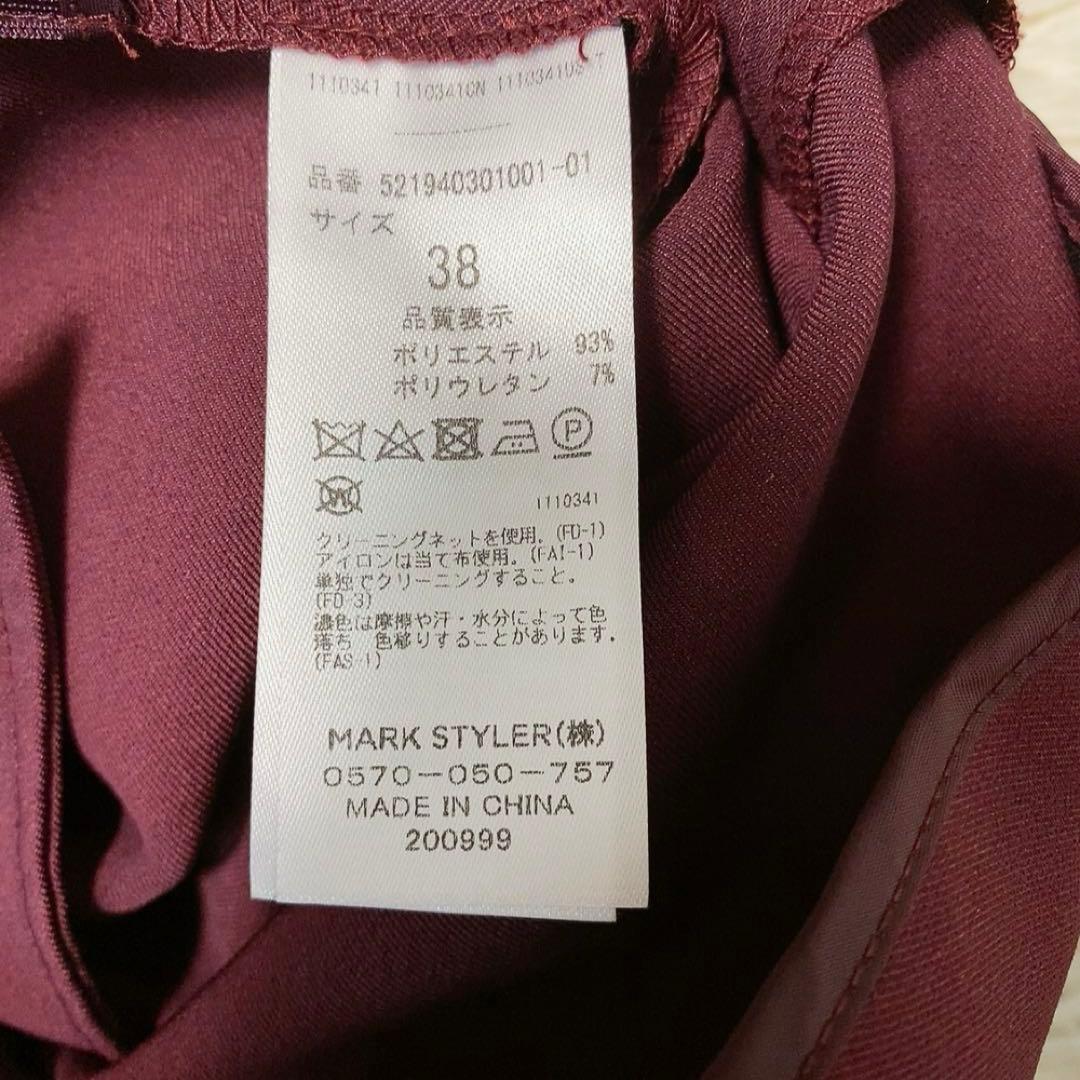 1110341 1110341CN 1110341
品番 521940301001-01
サイズ
38
品質表示
ポリエステル 93%
ポリウレタン 7%
P
W
1110341
クリーニングネットを使用。(FD-1)
アイロンは当て布使用。(FAI-1)
単独でクリーニングすること。
(FD-3)
濃色は摩擦や汗・水分によって色
落ち 色移りすることがあります。
(FAS-1)
MARK STYLER(株)
0570-050-757
MADE IN CHINA
200999